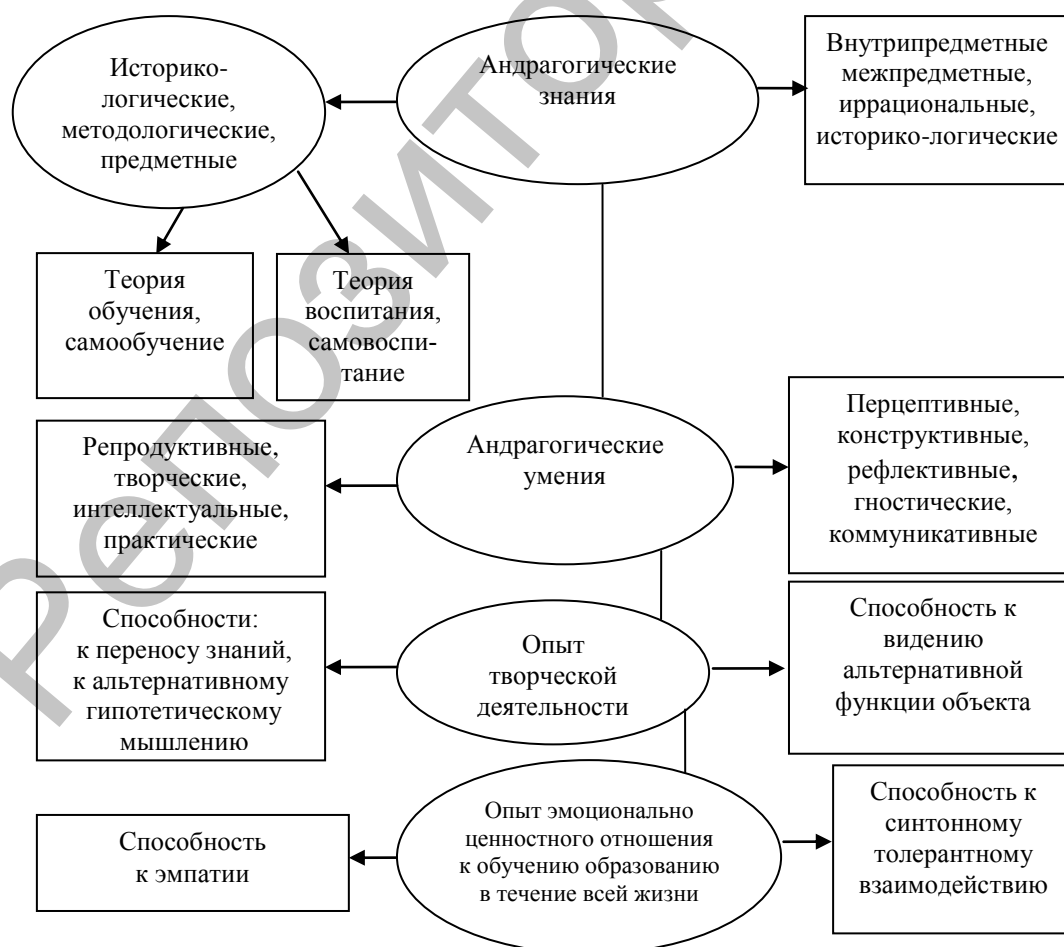 Историко-
логические,
методологические,
предметные
Андрагогические
знания
Внутрипредметные
межпредметные,
иррациональные,
историко-логические
Теория
обучения,
самообучение
Теория
воспитания,
самовоспи-
тание
Репродуктивные,
творческие,
интеллектуальные,
практические
Андрагогические
умения
Перцептивные,
конструктивные,
рефлективные,
гностические,
коммуникативные
Способности:
к переносу знаний,
к альтернативному
гипотетическому
мышлению
Опыт
творческой
деятельности
Способность к
видению
альтернативной
функции объекта
Способность
к эмпатии
Опыт эмоционально
ценностного отношения
к обучению образованию
в течение всей жизни
Способность к
синтонному
толерантному
взаимодействию